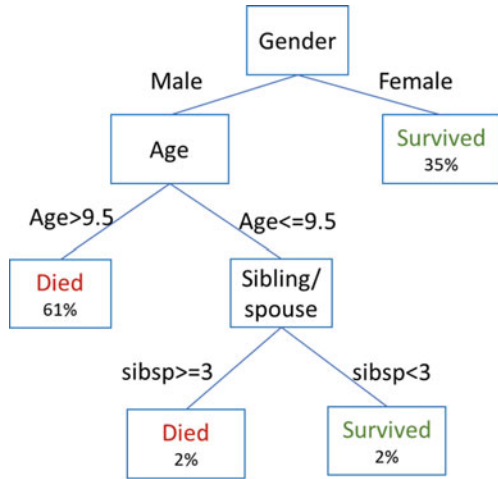 Gender
Male
Female
Age
Survived
35%
Age>9.5
Age<=9.5
Died
61%
Sibling/
spouse
sibsp>=3
sibsp<3
Died
2%
Survived
2%